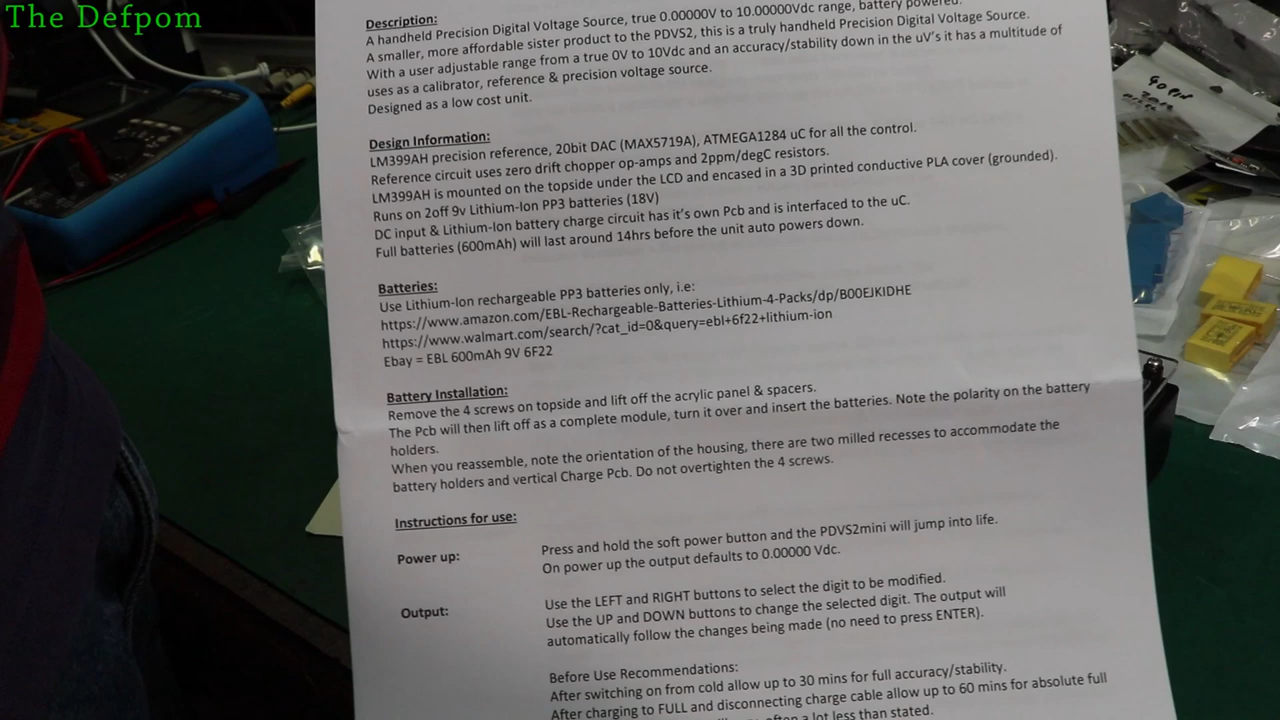 The Defpom
Description:
A handheld Precision Digital Voltage Source, true 0.00000V to 10.00000Vdc range, battery powered.
A smaller, more affordable sister product to the PDVS2, this is a truly handheld Precision Digital Voltage Source.
With a user adjustable range from a true 0V to 10Vdc and an accuracy/stability down in the uV's it has a multitude of
uses as a calibrator, reference & precision voltage source.
Designed as a low cost unit.
Design Information:
LM399AH precision reference, 20bit DAC (MAX5719A), ATMEGA1284 uC for all the control.
Reference circuit uses zero drift chopper op-amps and 2ppm/degC resistors.
LM399AH is mounted on the topside under the LCD and encased in a 3D printed conductive PLA cover (grounded).
Runs on 2off 9v Lithium-Ion PP3 batteries (18V)
DC input & Lithium-Ion battery charge circuit has it's own Pcb and is interfaced to the uC.
Full batteries (600mAh) will last around 14hrs before the unit auto powers down.
Batteries:
Use Lithium-Ion rechargeable PP3 batteries only, i.e:
https://www.amazon.com/EBL-Rechargeable-Batteries-Lithium-4-Packs/dp/B00EJKIDHE
https://www.walmart.com/search/?cat_id=0&query=ebl+6f22+lithium-ion
Ebay = EBL 600mAh 9V 6F22
Battery Installation:
Remove the 4 screws on topside and lift off the acrylic panel & spacers.
The Pcb will then lift off as a complete module, turn it over and insert the batteries. Note the polarity on the battery
holders.
When you reassemble, note the orientation of the housing, there are two milled recesses to accommodate the
battery holders and vertical Charge Pcb. Do not overtighten the 4 screws.
Instructions for use:
Power up: Press and hold the soft power button and the PDVS2mini will jump into life.
On power up the output defaults to 0.00000 Vdc.
Output: Use the LEFT and RIGHT buttons to select the digit to be modified.
Use the UP and DOWN buttons to change the selected digit. The output will
automatically follow the changes being made (no need to press ENTER).
Before Use Recommendations:
After switching on from cold allow up to 30 mins for full accuracy/stability.
After charging to FULL and disconnecting charge cable allow up to 60 mins for absolute full
often a lot less than stated.
40 PIN